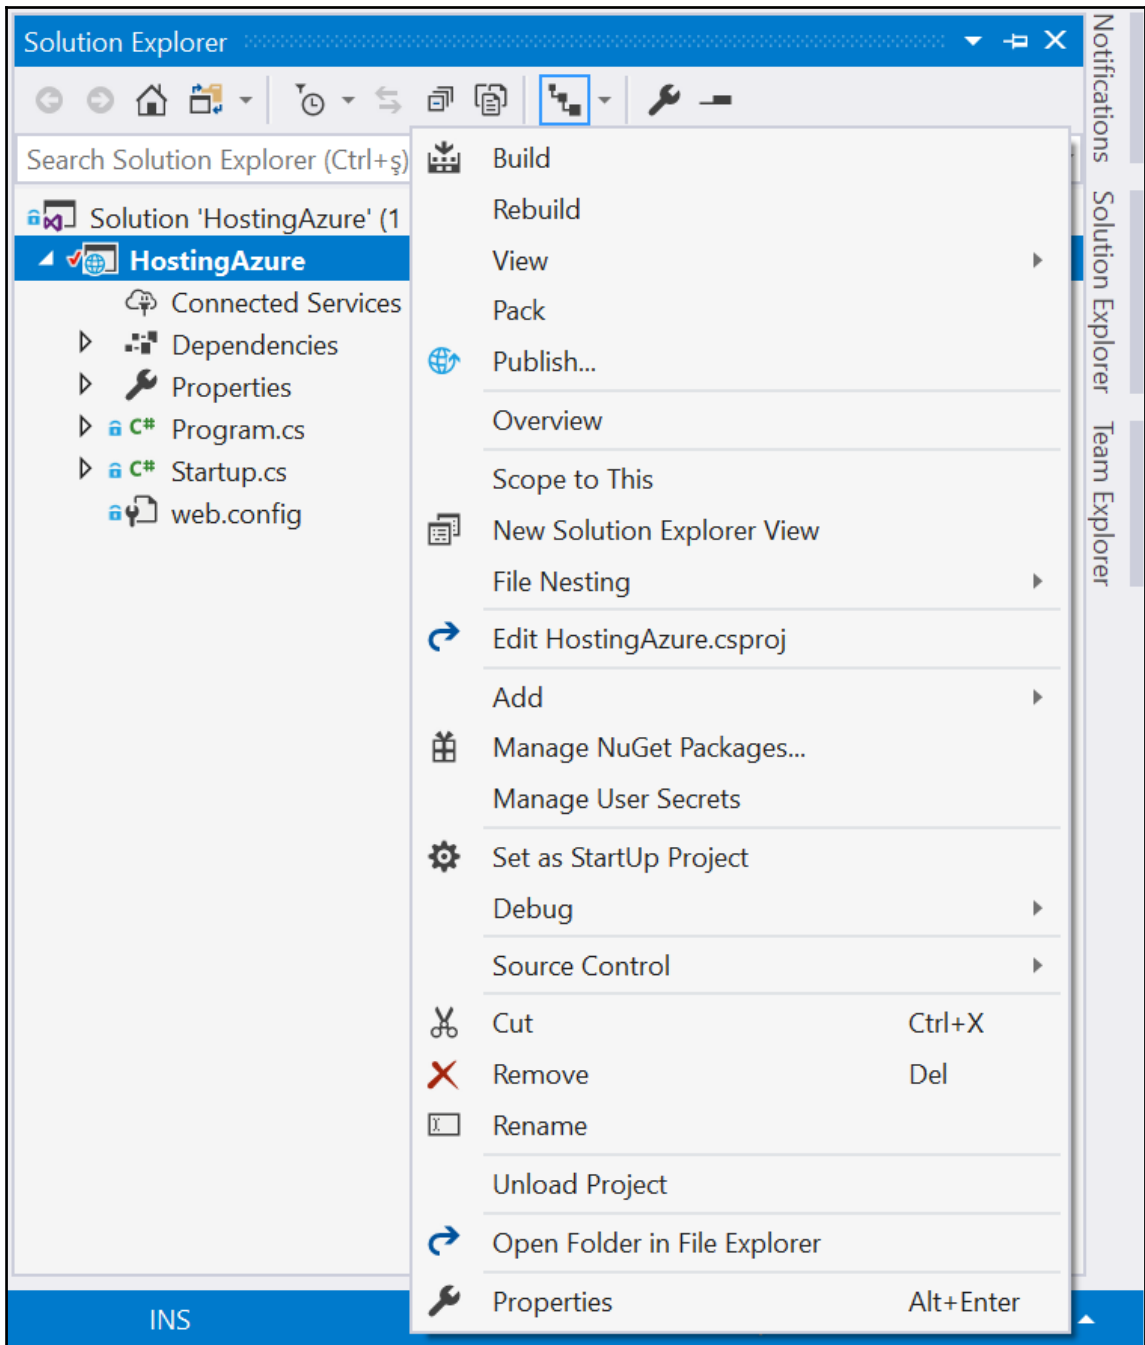 Solution Explorer
Search Solution Explorer (Ctrl+ş)
Solution 'HostingAzure' (1
HostingAzure
Connected Services
Dependencies
Properties
C# Program.cs
C# Startup.cs
web.config
Build
Rebuild
View
Pack
Publish...
Overview
Scope to This
New Solution Explorer View
File Nesting
Edit HostingAzure.csproj
Add
Manage NuGet Packages...
Manage User Secrets
Set as StartUp Project
Debug
Source Control
Cut Ctrl+X
Remove Del
Rename
Unload Project
Open Folder in File Explorer
Properties Alt+Enter
Notifications
Solution Explorer
Team Explorer
INS